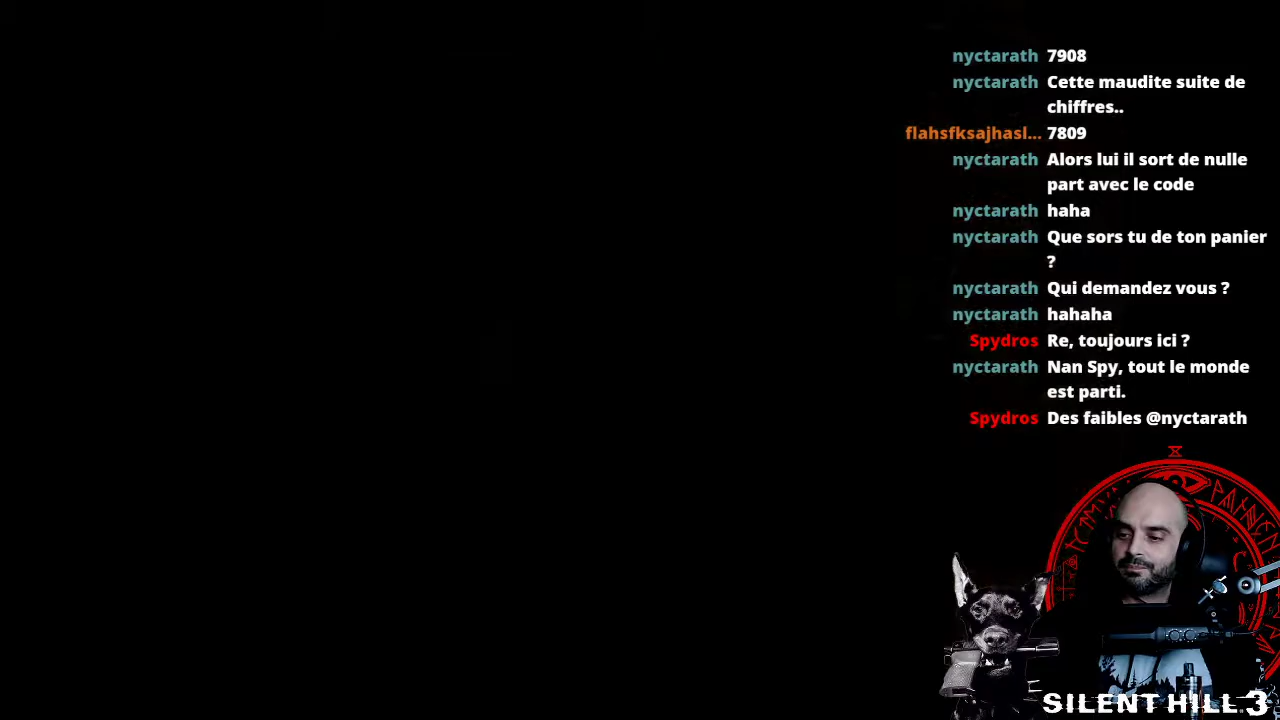 nyctarath 7908
nyctarath Cette maudite suite de
chiffres..
flahsfksajhasl... 7809
nyctarath Alors lui il sort de nulle
part avec le code
nyctarath haha
nyctarath Que sors tu de ton panier
?
nyctarath Qui demandez vous ?
nyctarath hahaha
Spydros Re, toujours ici ?
nyctarath Nan Spy, tout le monde
est parti.
Spydros Des faibles @nyctarath
SILENT HILL 3